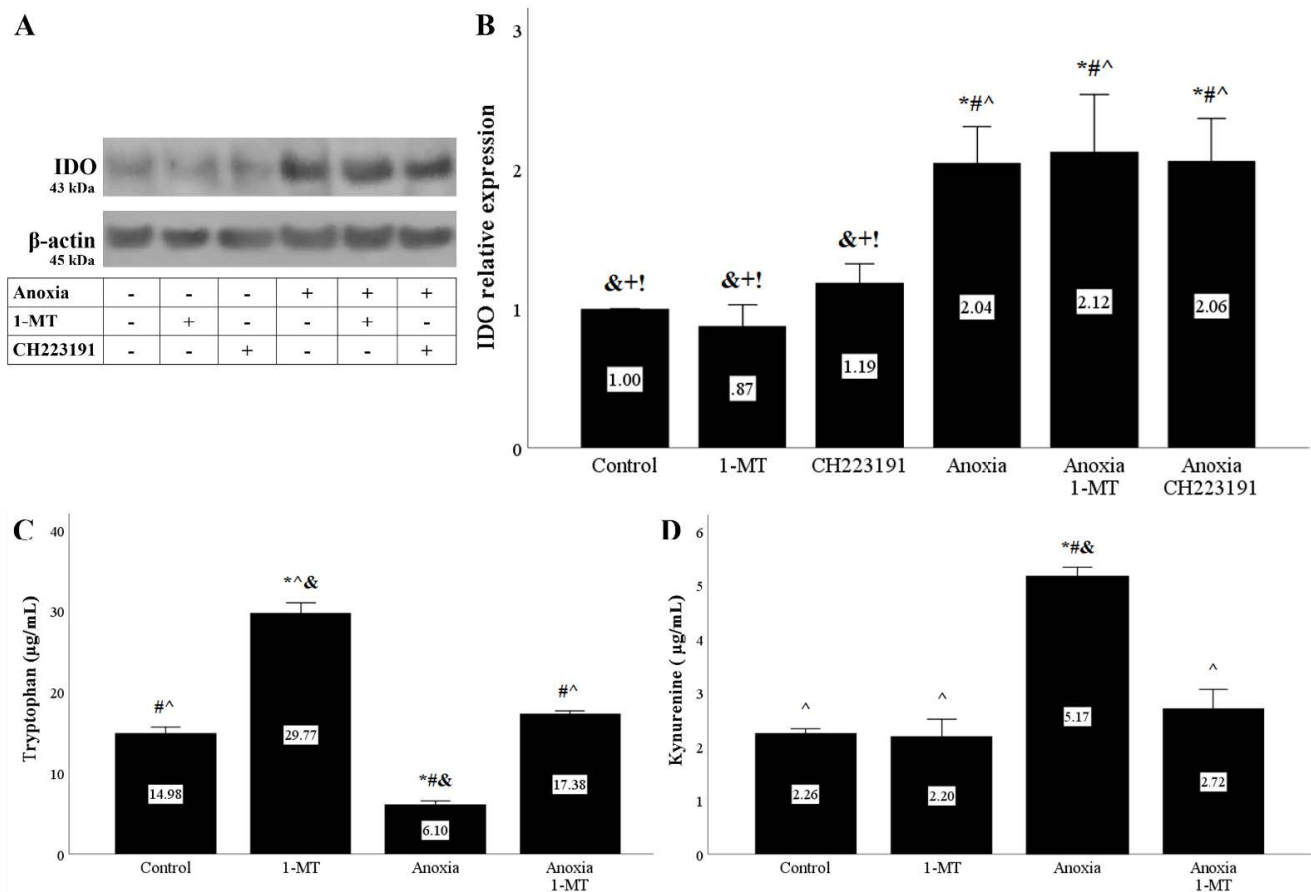 A
IDO
43 kDa
β-actin
45 kDa
Anoxia - - - + + +
1-MT - + - - + -
CH223191 - - + - - +
B
IDO relative expression
3
2
1
0
&+!
&+!
&+!
*#^
*#^
*#^
1.00
.87
1.19
2.04
2.12
2.06
Control
1-MT
CH223191
Anoxia
Anoxia
1-MT
Anoxia
CH223191
C
Tryptophan (µg/mL)
40
30
20
10
0
#^
*^&
*#&
#^
14.98
29.77
6.10
17.38
Control
1-MT
Anoxia
Anoxia
1-MT
D
Kynurenine ( µg/mL)
6
5
4
3
2
1
0
^
^
*#&
^
2.26
2.20
5.17
2.72
Control
1-MT
Anoxia
Anoxia
1-MT